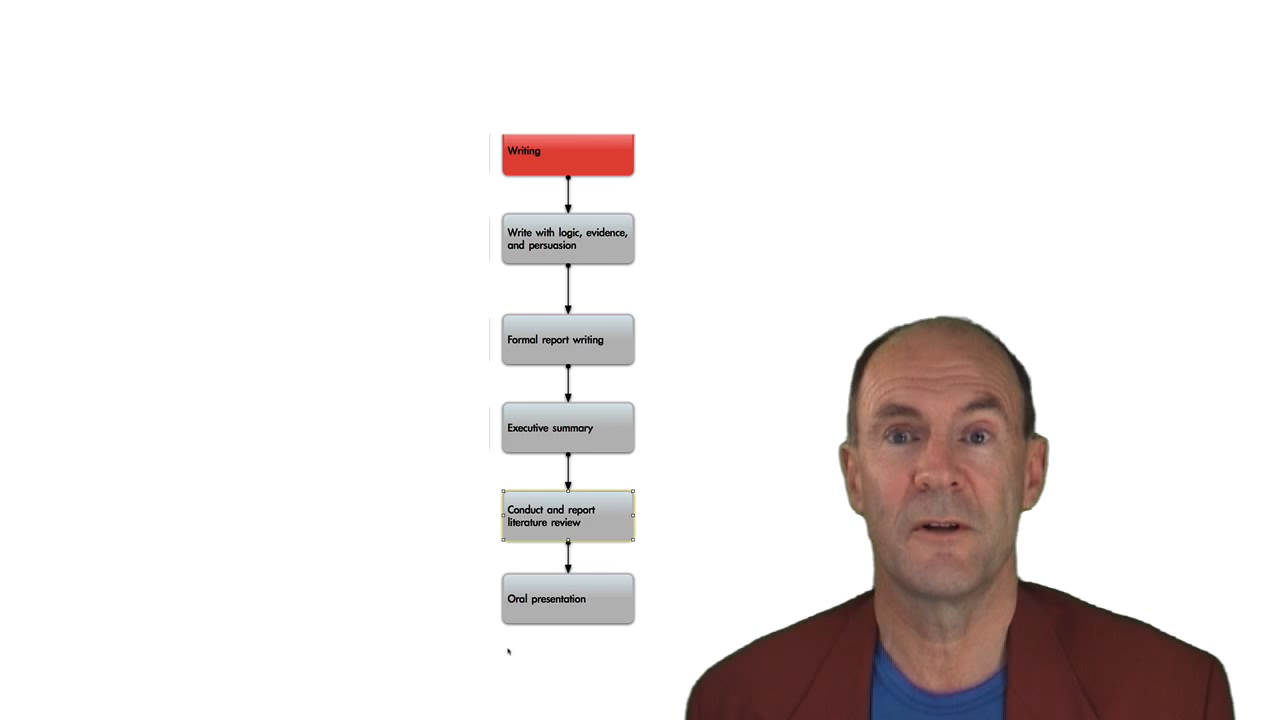 Writing
Write with logic, evidence,
and persuasion
Formal report writing
Executive summary
Conduct and report
literature review
Oral presentation